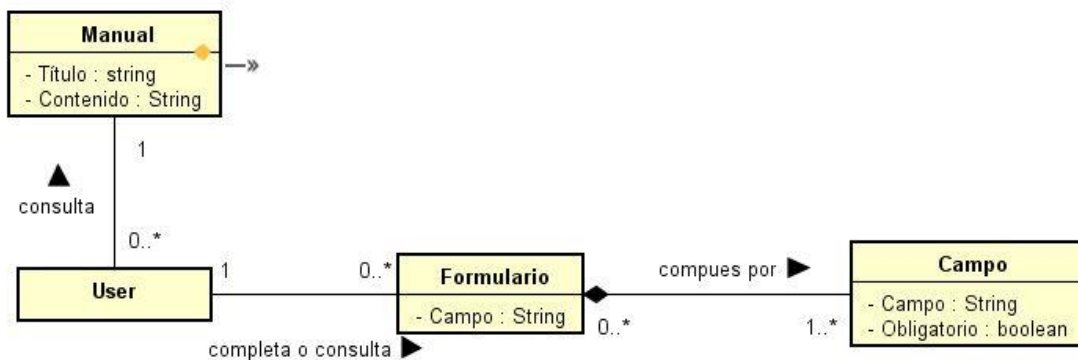 Manual
- Título : string
- Contenido : String
1
consulta
0..*
User
1
0..*
Formulario
- Campo : String
completa o consulta
compues por
0..*
1..*
Campo
- Campo : String
- Obligatorio : boolean